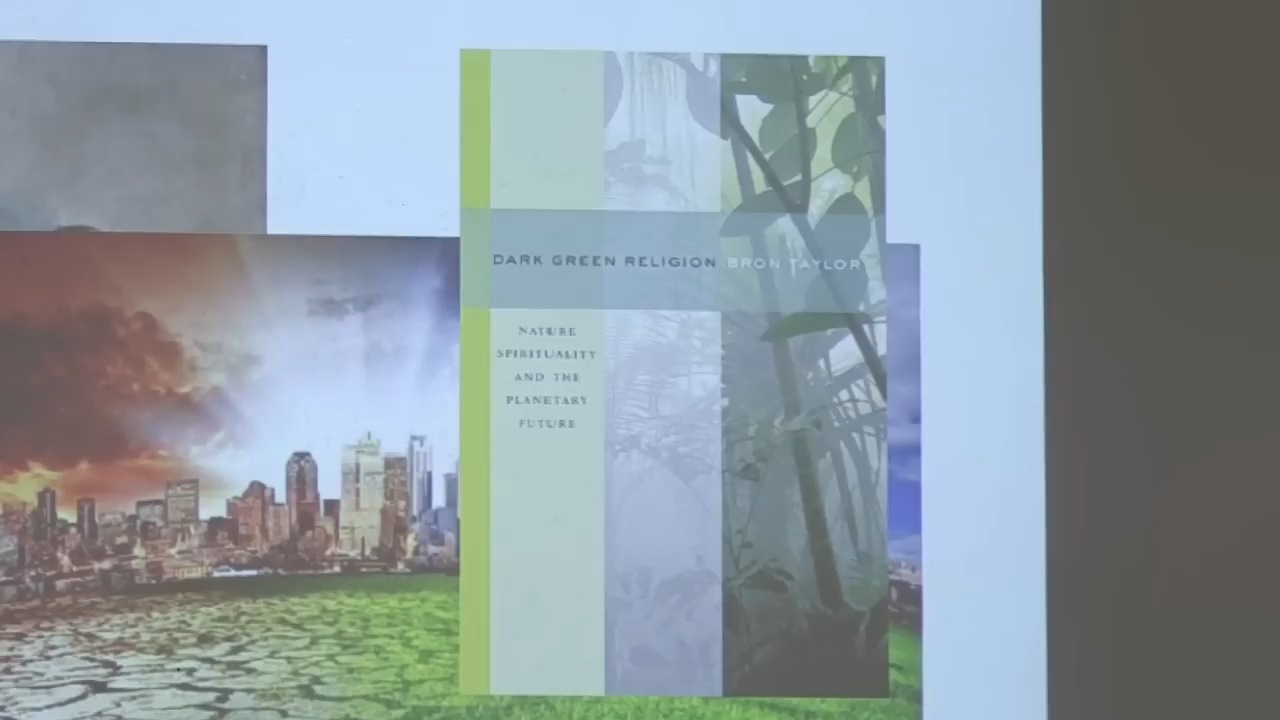 DARK GREEN RELIGION BRON TAYLOR
NATURE
SPIRITUALITY
AND THE
PLANETARY
FUTURE